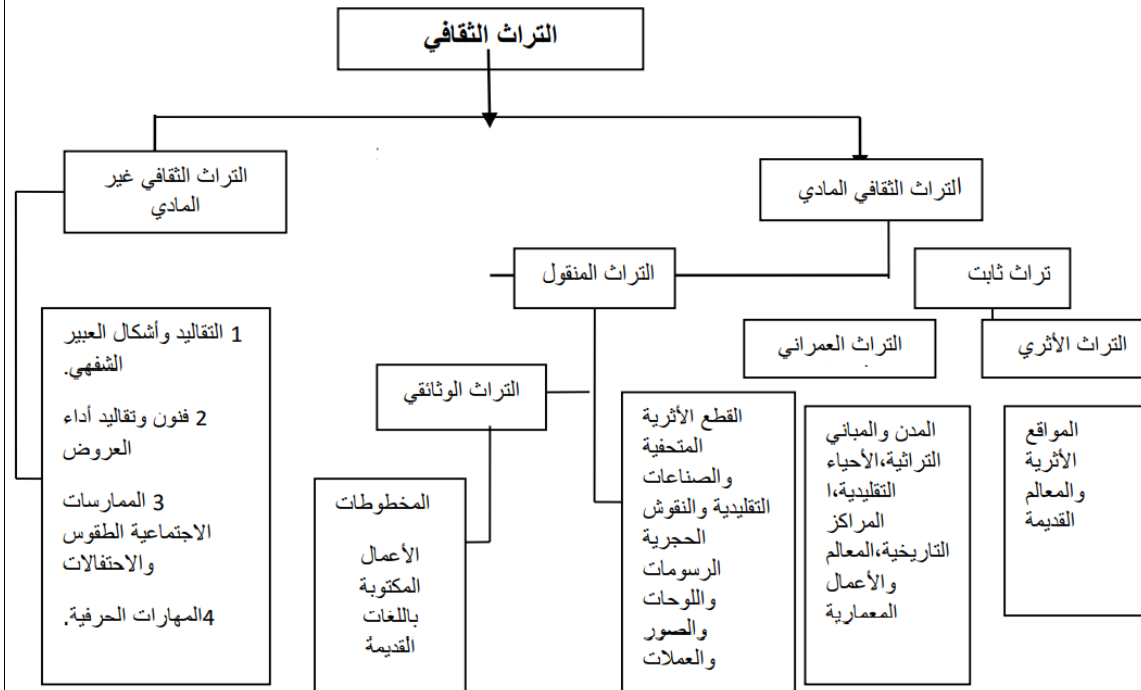 التراث الثقافي
التراث الثقافي المادي
التراث الثقافي غير
المادي
تراث ثابت
التراث المنقول
التراث الأثري
التراث العمراني
التراث الوثائقي
المواقع
الأثرية
والمعالم
القديمة
المدن والمباني
التراثية،الأحياء
التقليدية،ا
المراكز
التاريخية،المعالم
والأعمال
المعمارية
القطع الأثرية
المتحفية
والصناعات
التقليدية والنقوش
الحجرية
الرسومات
واللوحات
والصور
والعملات
المخطوطات
الأعمال
المكتوبة
باللغات
القديمة
1 التقاليد وأشكال العبير
الشفهي.
2 فنون وتقاليد أداء
العروض
3 الممارسات
الاجتماعية الطقوس
والاحتفالات
4المهارات الحرفية.